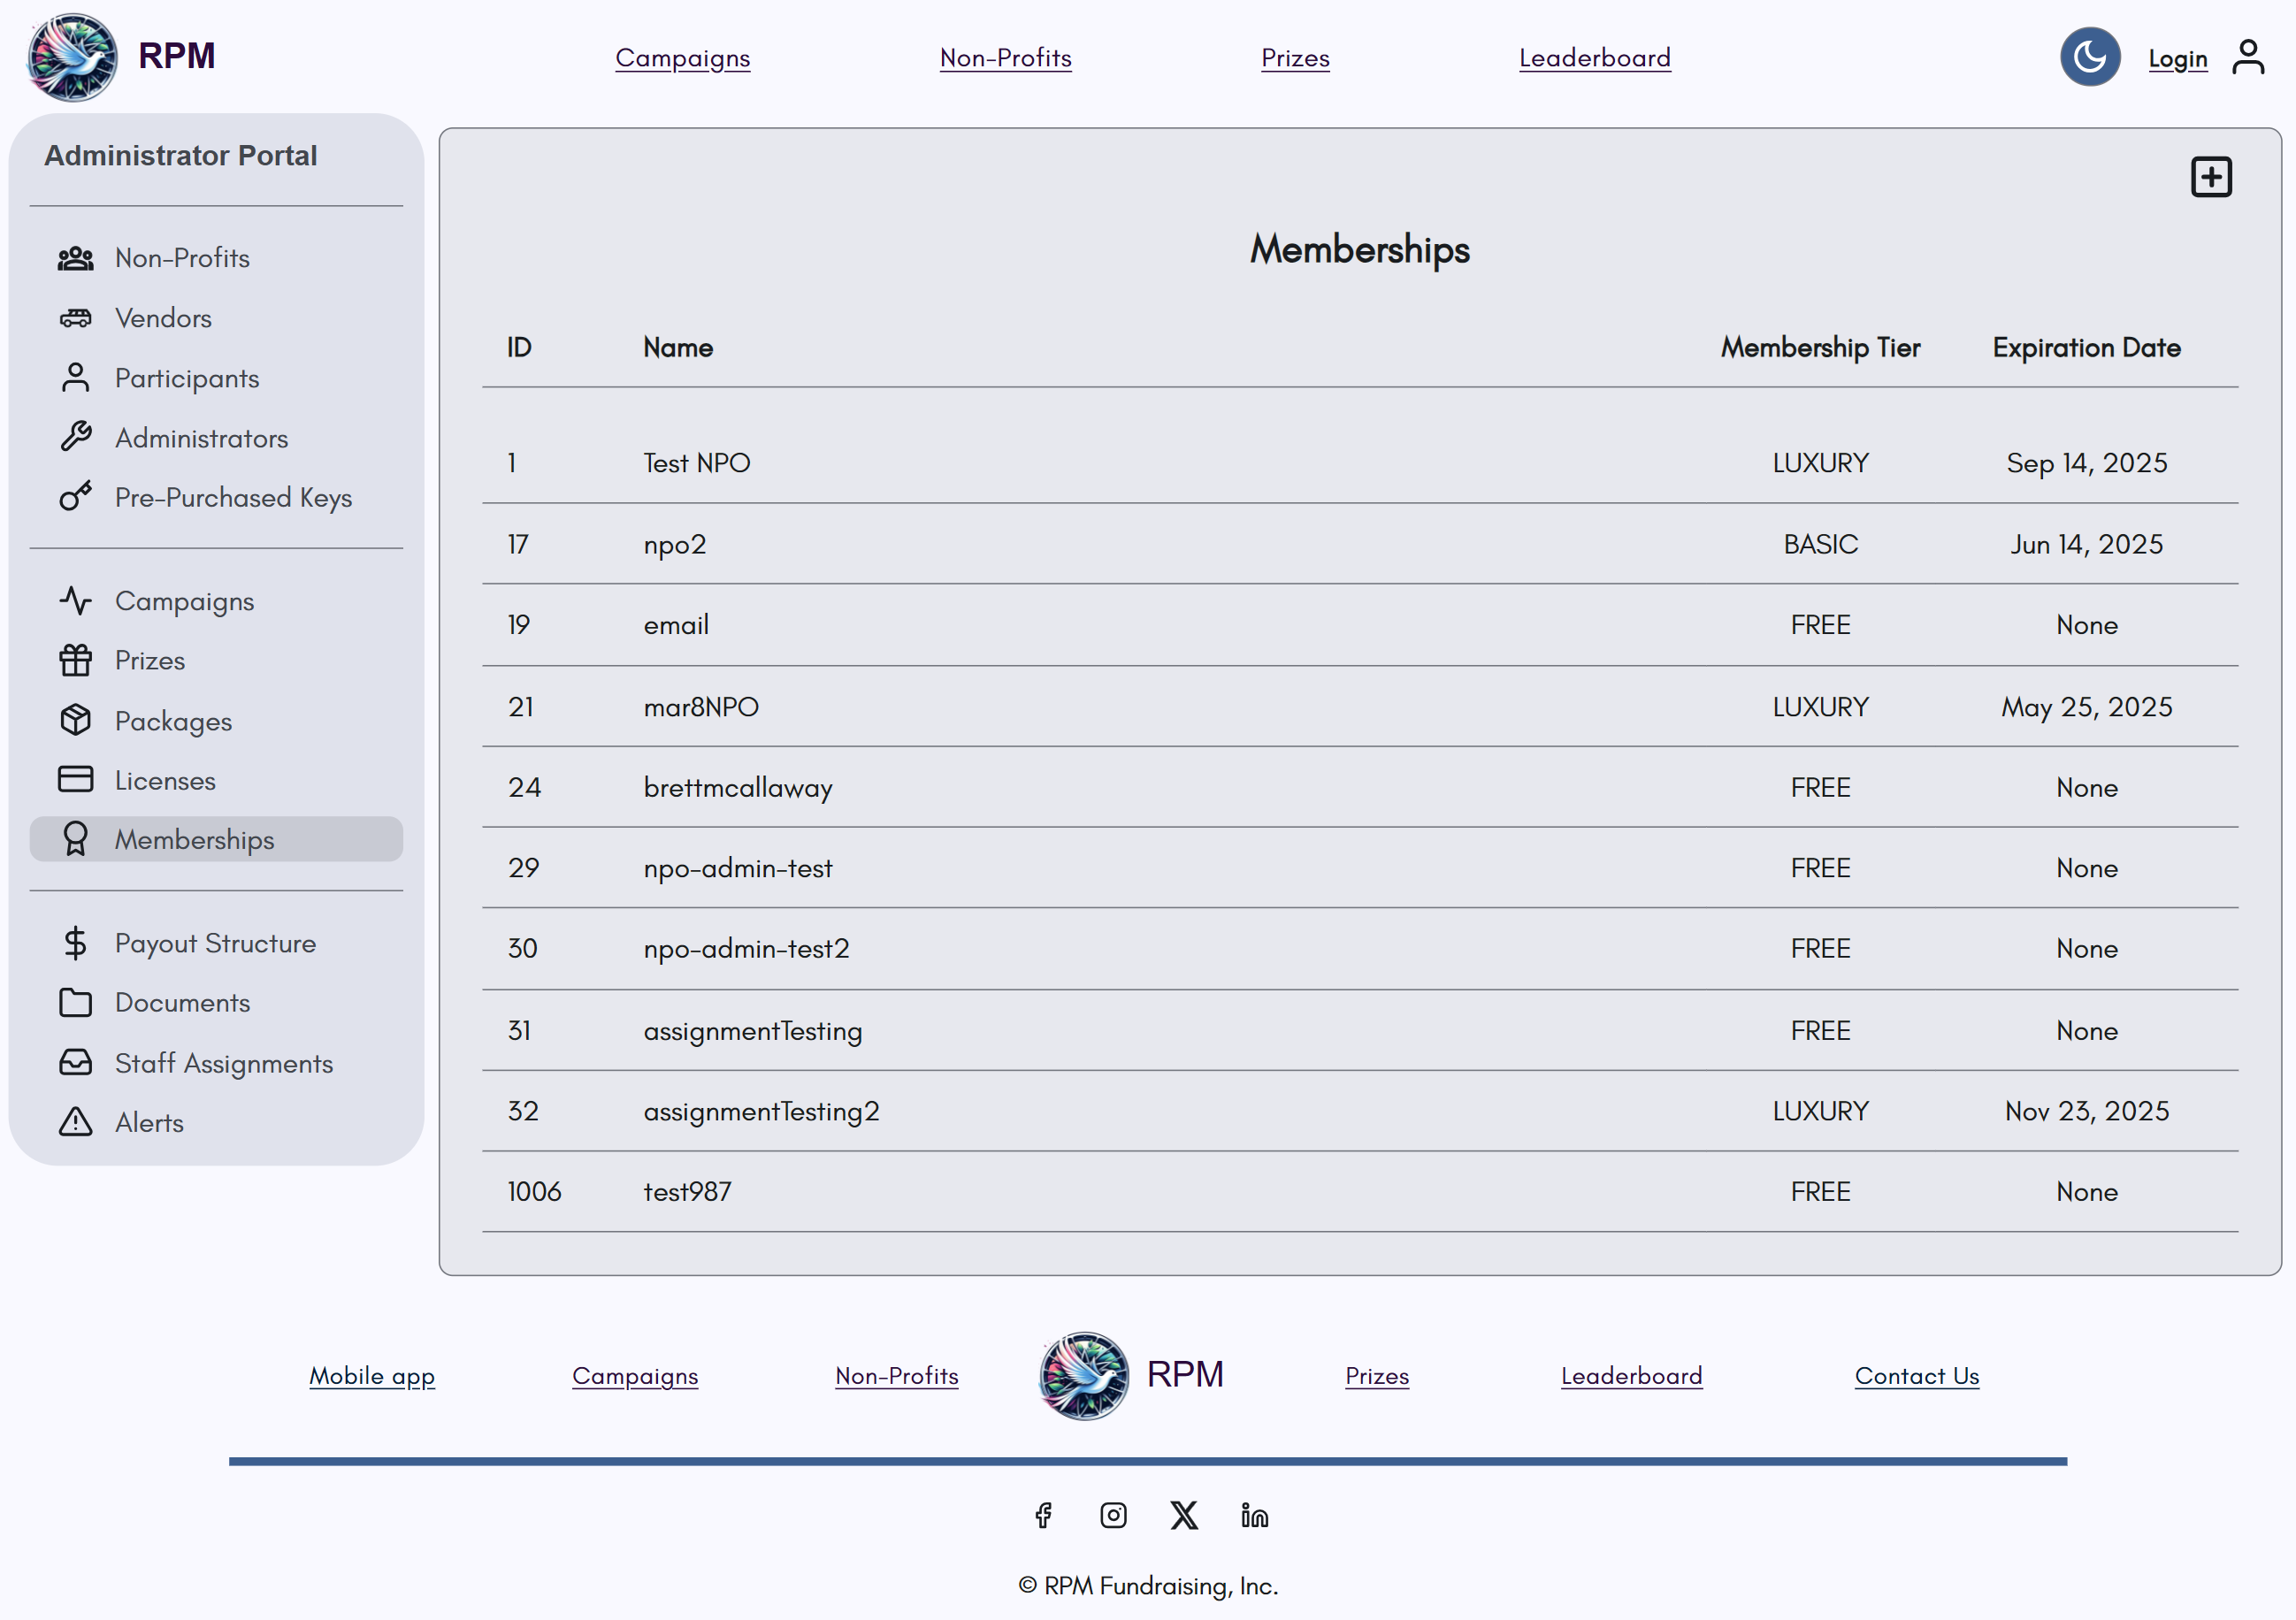 RPM
Campaigns Non-Profits Prizes Leaderboard Login
Administrator Portal
Non-Profits
Vendors
Participants
Administrators
Pre-Purchased Keys
Campaigns
Prizes
Packages
Licenses
Memberships
Payout Structure
Documents
Staff Assignments
Alerts
Memberships
ID Name Membership Tier Expiration Date
1 Test NPO LUXURY Sep 14, 2025
17 npo2 BASIC Jun 14, 2025
19 email FREE None
21 mar8NPO LUXURY May 25, 2025
24 brettmcallaway FREE None
29 npo-admin-test FREE None
30 npo-admin-test2 FREE None
31 assignmentTesting FREE None
32 assignmentTesting2 LUXURY Nov 23, 2025
1006 test987 FREE None
Mobile app Campaigns Non-Profits RPM Prizes Leaderboard Contact Us
© RPM Fundraising, Inc.